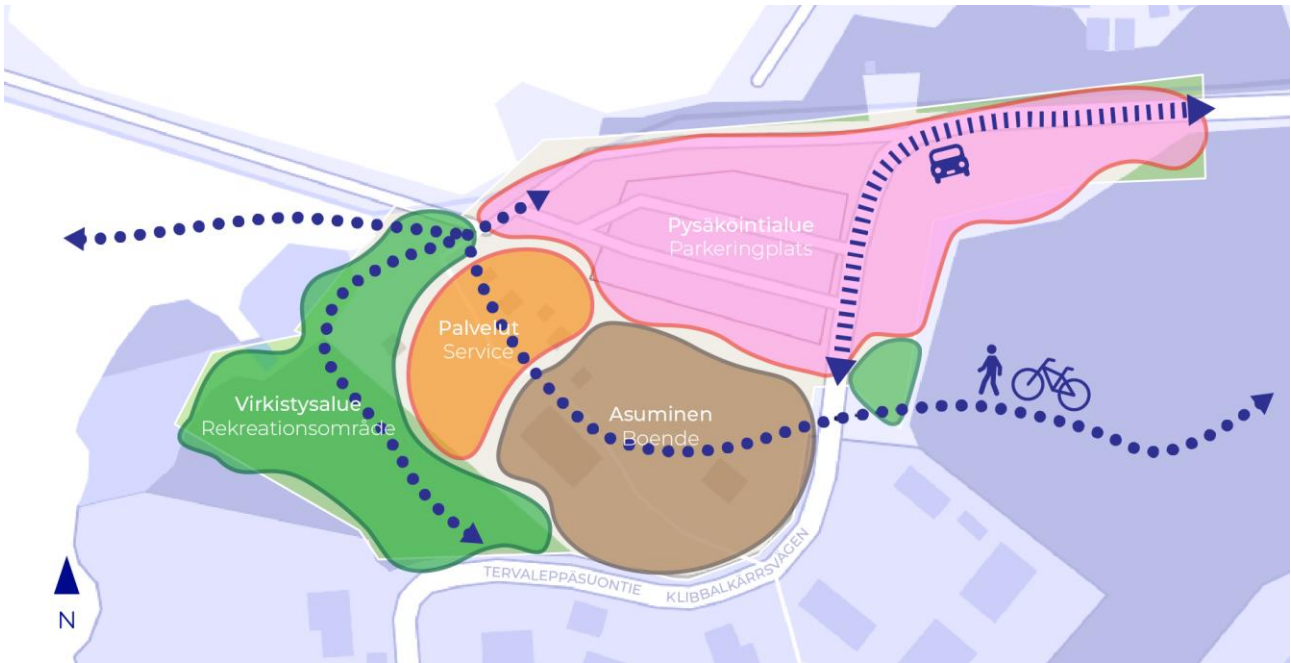 Pysäköintialue
Parkeringplats
Palvelut
Service
Virkistysalue
Rekreationsområde
Asuminen
Boende
TERVALEPPÄSUONTIE KLIBBALKÄRRSVÄGEN
N